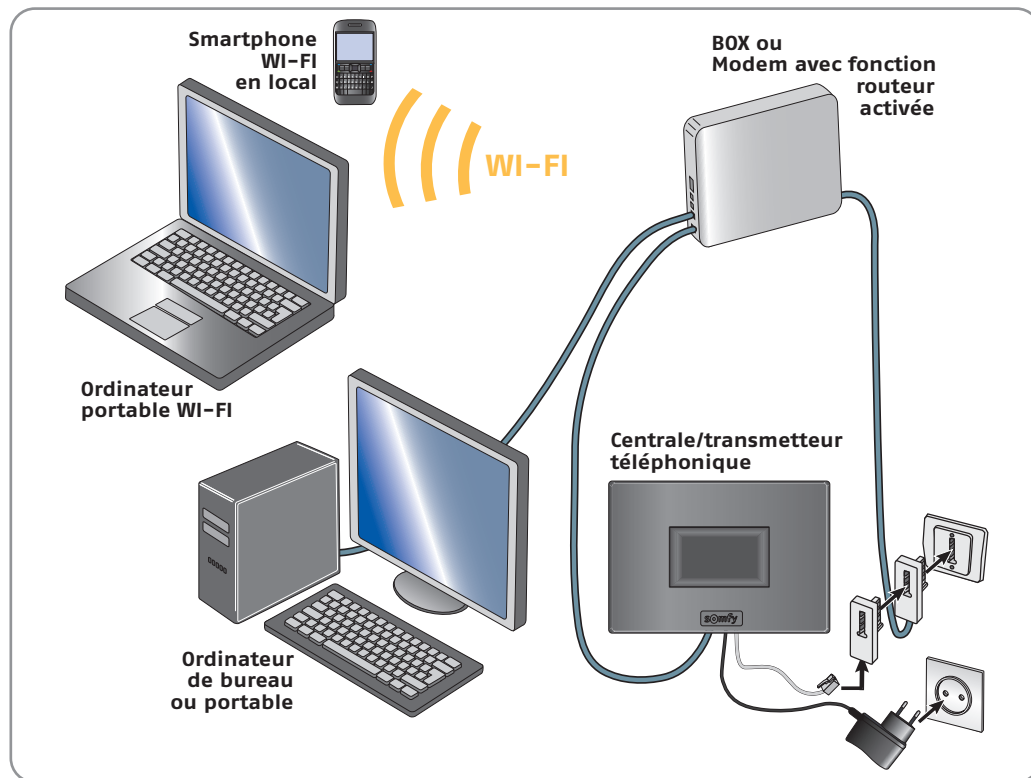 Smartphone
WI-FI
en local
BOX ou
Modem avec fonction
routeur
activée
WI-FI
Ordinateur
portable WI-FI
Centrale/transmetteur
téléphonique
somfy
Ordinateur
de bureau
ou portable